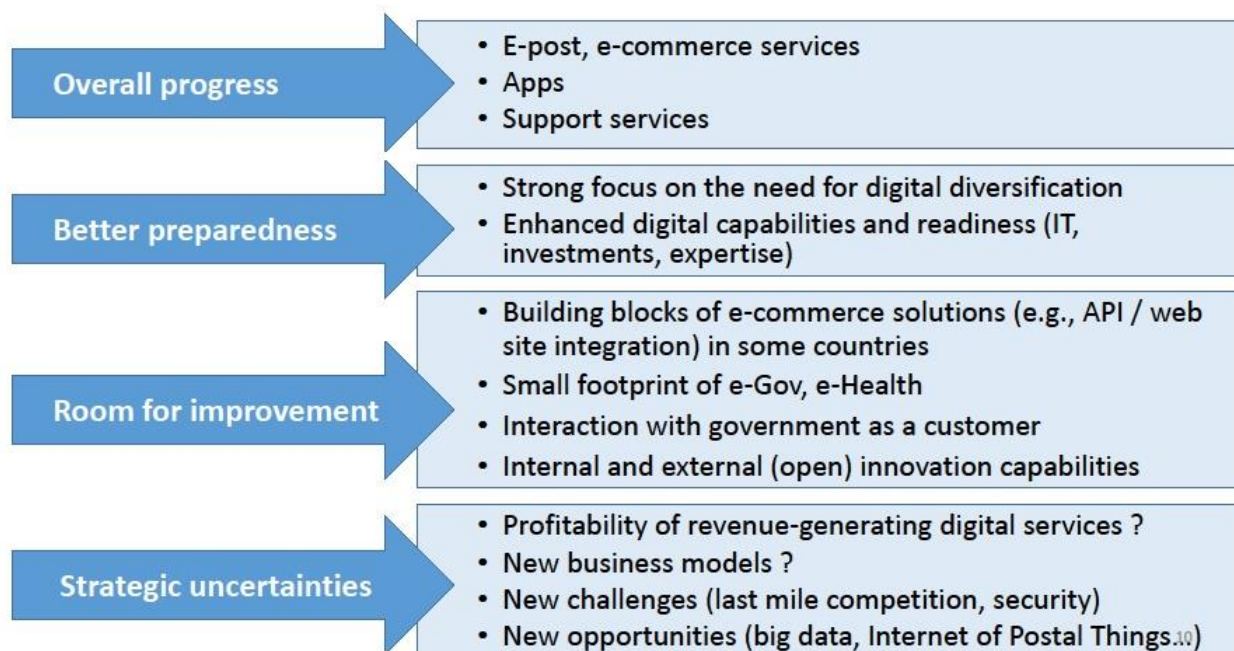 Overall progress
• E-post, e-commerce services
• Apps
• Support services
Better preparedness
• Strong focus on the need for digital diversification
• Enhanced digital capabilities and readiness (IT,
investments, expertise)
Room for improvement
• Building blocks of e-commerce solutions (e.g., API / web
site integration) in some countries
• Small footprint of e-Gov, e-Health
• Interaction with government as a customer
• Internal and external (open) innovation capabilities
Strategic uncertainties
• Profitability of revenue-generating digital services ?
• New business models ?
• New challenges (last mile competition, security)
• New opportunities (big data, Internet of Postal Things...)
10